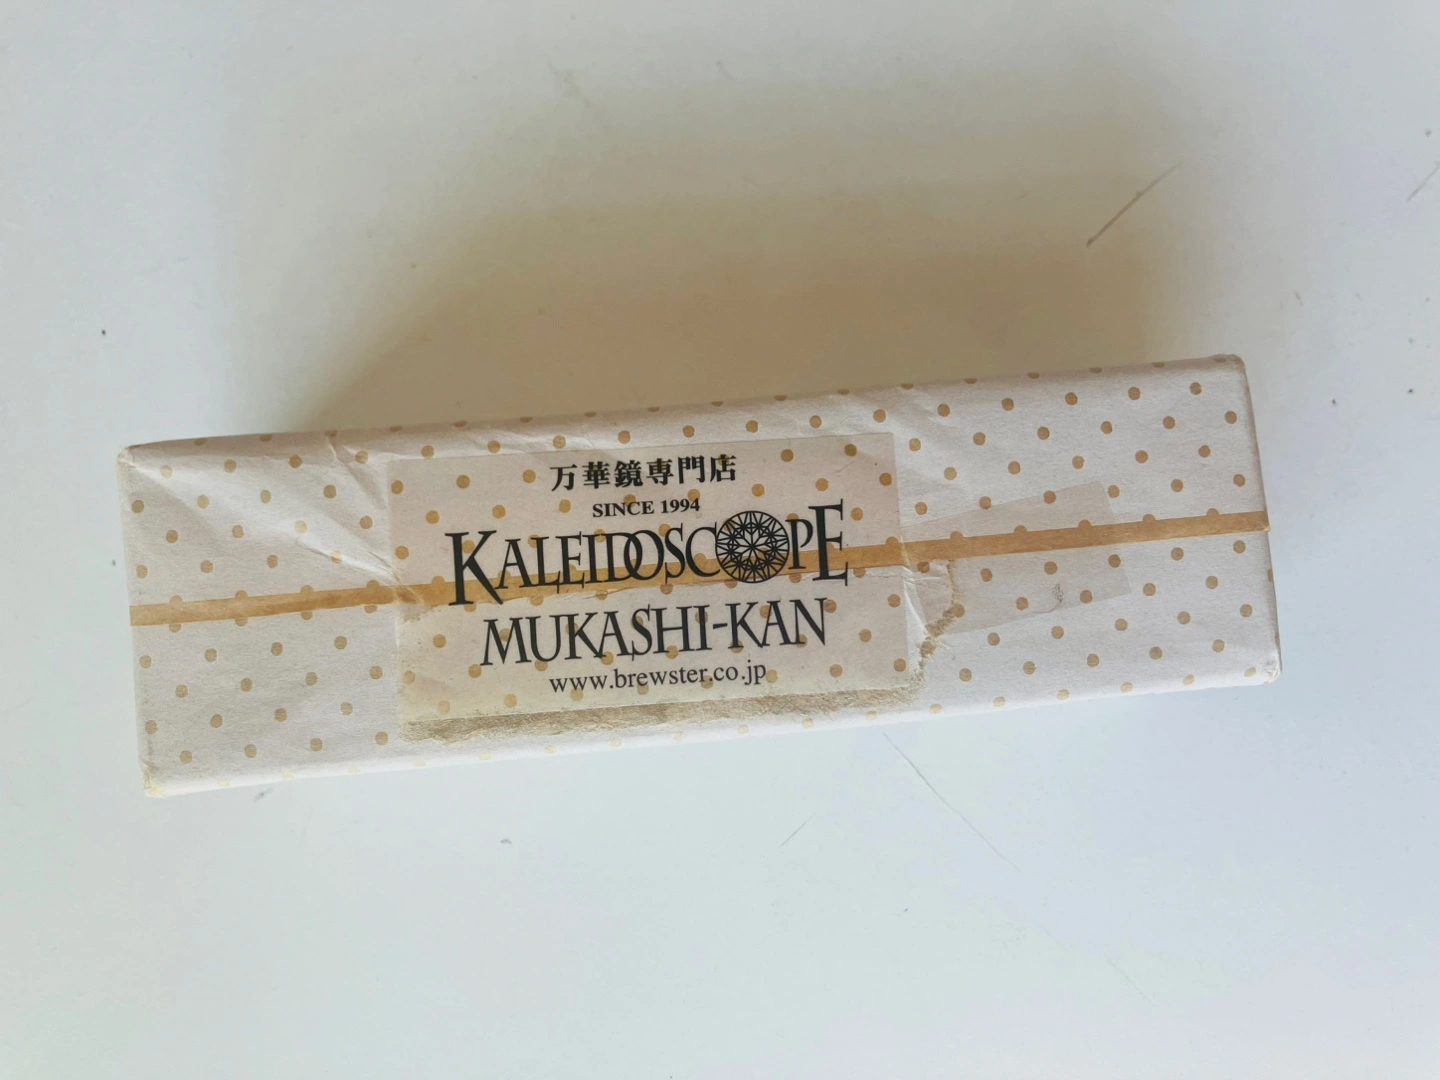 万華鏡専門店
SINCE 1994
KALEIDOSCOPE
MUKASHI-KAN
www.brewster.co.jp